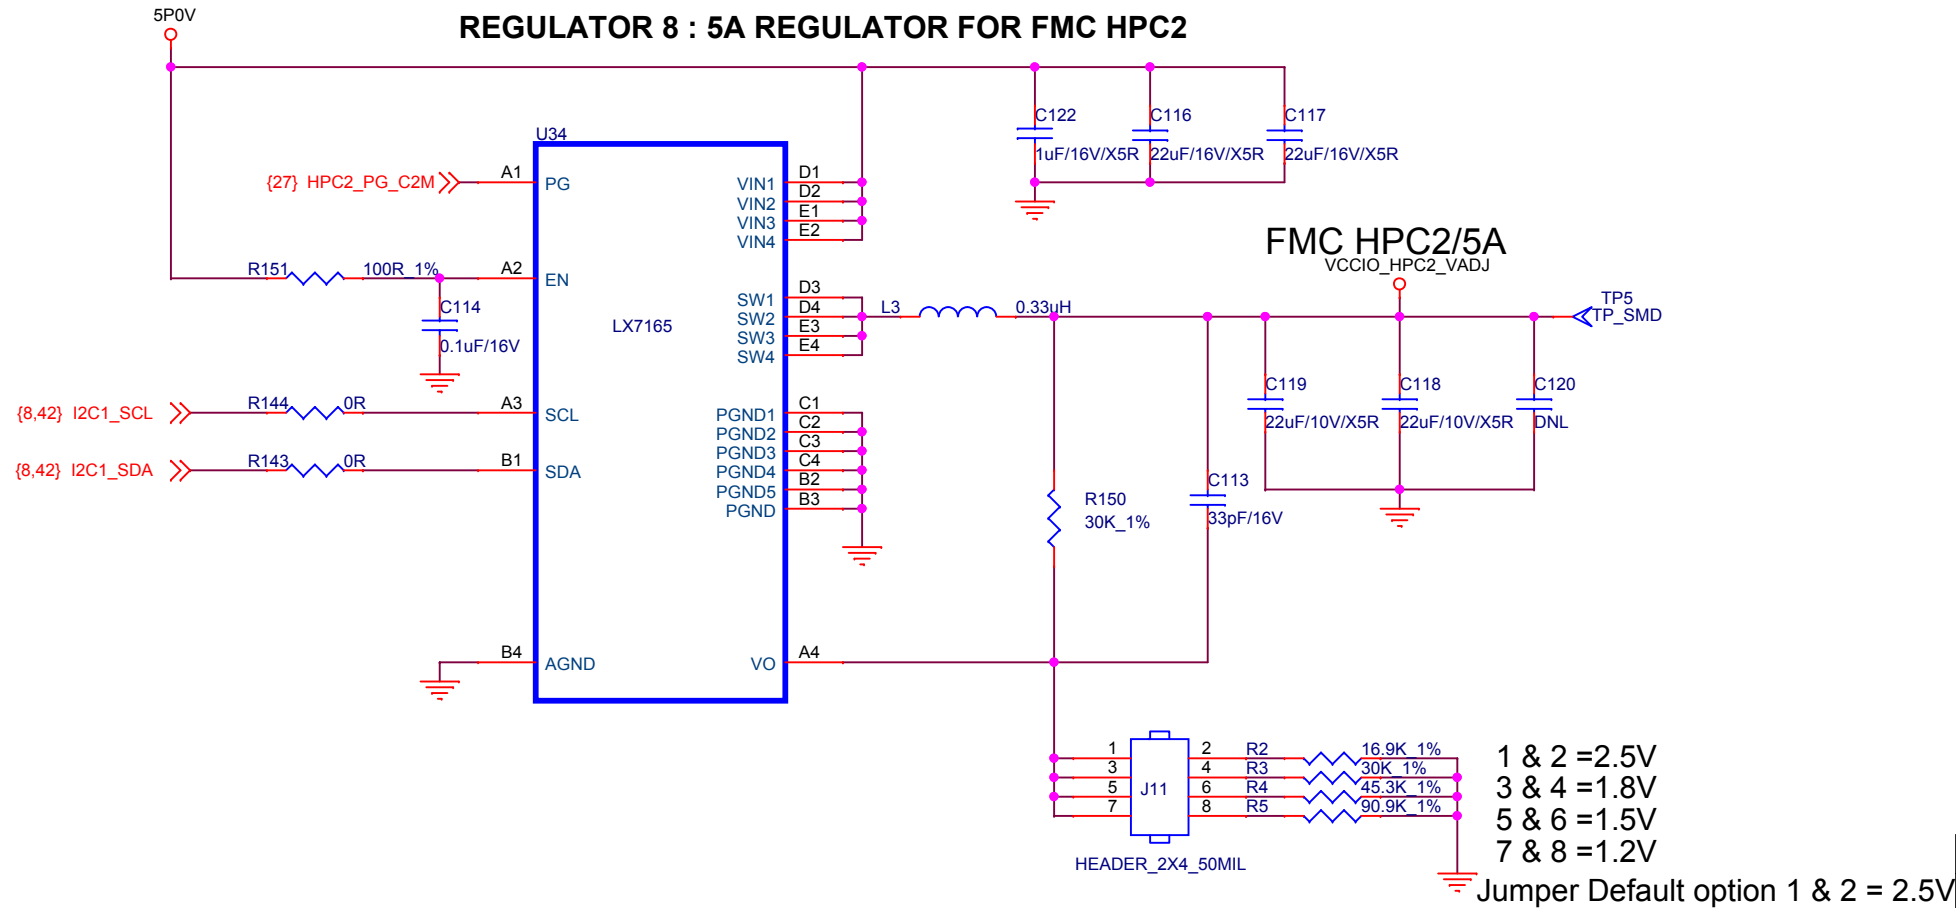 5P0V
REGULATOR 8 : 5A REGULATOR FOR FMC HPC2
C122
1uF/16V/X5R
C116
22uF/16V/X5R
C117
22uF/16V/X5R
U34
{27} HPC2_PG_C2M
A1
PG
R151
100R_1%
A2
EN
C114
0.1uF/16V
{8,42} I2C1_SCL
R144
0R
A3
SCL
{8,42} I2C1_SDA
R143
0R
B1
SDA
B4
AGND
LX7165
VIN1
D1
VIN2
D2
VIN3
E1
VIN4
E2
SW1
D3
SW2
D4
SW3
E3
SW4
E4
PGND1
C1
PGND2
C2
PGND3
C3
PGND4
C4
PGND5
B2
PGND
B3
VO
A4
L3
0.33uH
FMC HPC2/5A
VCCIO_HPC2_VADJ
TP5
TP_SMD
C119
22uF/10V/X5R
C118
22uF/10V/X5R
C120
DNL
R150
30K_1%
C113
33pF/16V
1
3
5
7
J11
2
4
6
8
R2
16.9K_1%
R3
30K_1%
R4
45.3K_1%
R5
90.9K_1%
HEADER_2X4_50MIL
1 & 2 =2.5V
3 & 4 =1.8V
5 & 6 =1.5V
7 & 8 =1.2V
Jumper Default option 1 & 2 = 2.5V